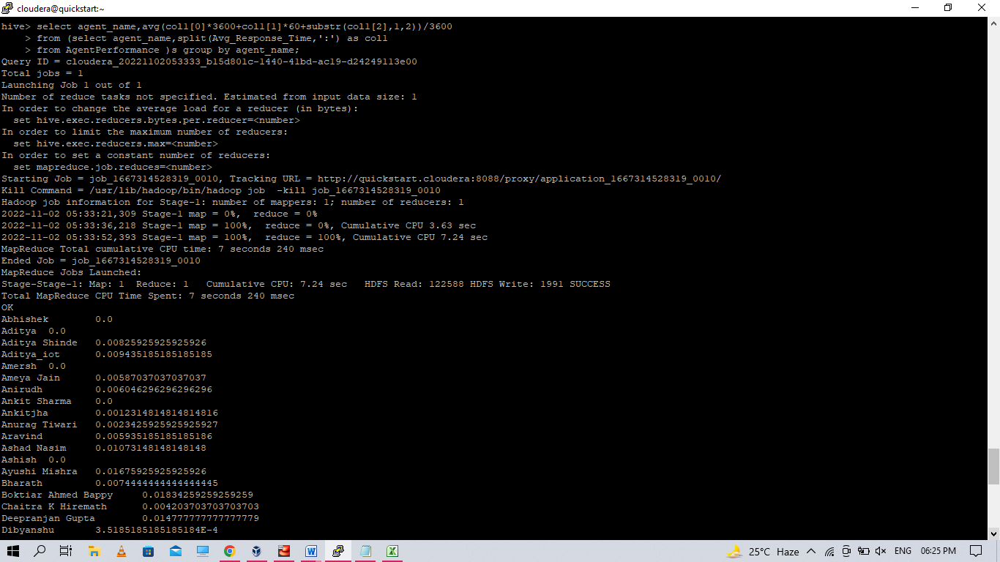 cloudera@quickstart:~
hive> select agent_name,avg(col1[0]*3600+col1[1]*60+substr(col1[2],1,2))/3600
    > from (select agent_name,split(Avg_Response_Time,':') as col1
    > from AgentPerformance )s group by agent_name;
Query ID = cloudera_20221102053333_b15d801c-1440-41bd-ac19-d24249113e00
Total jobs = 1
Launching Job 1 out of 1
Number of reduce tasks not specified. Estimated from input data size: 1
In order to change the average load for a reducer (in bytes):
  set hive.exec.reducers.bytes.per.reducer=<number>
In order to limit the maximum number of reducers:
  set hive.exec.reducers.max=<number>
In order to set a constant number of reducers:
  set mapreduce.job.reduces=<number>
Starting Job = job_1667314528319_0010, Tracking URL = http://quickstart.cloudera:8088/proxy/application_1667314528319_0010/
Kill Command = /usr/lib/hadoop/bin/hadoop job  -kill job_1667314528319_0010
Hadoop job information for Stage-1: number of mappers: 1; number of reducers: 1
2022-11-02 05:33:21,309 Stage-1 map = 0%,  reduce = 0%
2022-11-02 05:33:36,218 Stage-1 map = 100%,  reduce = 0%, Cumulative CPU 3.63 sec
2022-11-02 05:33:52,393 Stage-1 map = 100%,  reduce = 100%, Cumulative CPU 7.24 sec
MapReduce Total cumulative CPU time: 7 seconds 240 msec
Ended Job = job_1667314528319_0010
MapReduce Jobs Launched:
Stage-Stage-1: Map: 1  Reduce: 1   Cumulative CPU: 7.24 sec   HDFS Read: 122588 HDFS Write: 1991 SUCCESS
Total MapReduce CPU Time Spent: 7 seconds 240 msec
OK
Abhishek        0.0
Aditya  0.0
Aditya Shinde   0.00825925925925926
Aditya_iot      0.009435185185185185
Amersh  0.0
Ameya Jain      0.00587037037037037
Anirudh         0.006046296296296296
Ankit Sharma    0.0
Ankitjha        0.0012314814814814816
Anurag Tiwari   0.0023425925925925927
Aravind         0.005935185185185186
Ashad Nasim     0.01073148148148148
Ashish  0.0
Ayushi Mishra   0.01675925925925926
Bharath         0.0074444444444444445
Boktiar Ahmed Bappy     0.01834259259259259
Chaitra K Hiremath      0.004203703703703703
Deepranjan Gupta        0.014777777777777779
Dibyanshu       3.5185185185185184E-4
25°C Haze ENG 06:25 PM